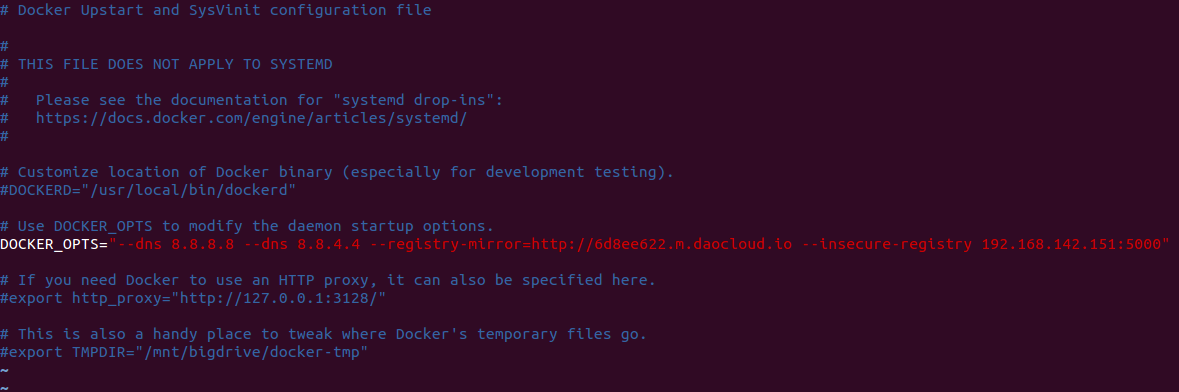 # Docker Upstart and SysVinit configuration file
#
# THIS FILE DOES NOT APPLY TO SYSTEMD
#
#   Please see the documentation for "systemd drop-ins":
#   https://docs.docker.com/engine/articles/systemd/
#
# Customize location of Docker binary (especially for development testing).
#DOCKERD="/usr/local/bin/dockerd"
# Use DOCKER_OPTS to modify the daemon startup options.
DOCKER_OPTS="--dns 8.8.8.8 --dns 8.8.4.4 --registry-mirror=http://6d8ee622.m.daocloud.io --insecure-registry 192.168.142.151:5000"
# If you need Docker to use an HTTP proxy, it can also be specified here.
#export http_proxy="http://127.0.0.1:3128/"
# This is also a handy place to tweak where Docker's temporary files go.
#export TMPDIR="/mnt/bigdrive/docker-tmp"
~
~